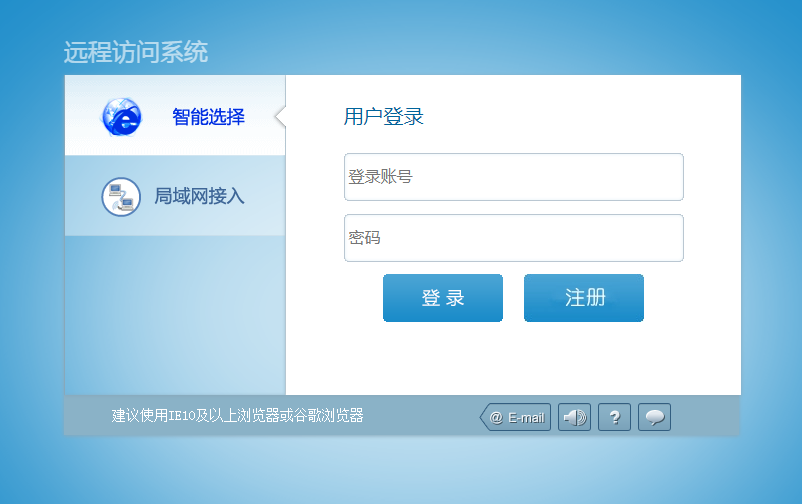 远程访问系统
智能选择
局域网接入
用户登录
登录账号
密码
登 录
注册
建议使用IE10及以上浏览器或谷歌浏览器
@ E-mail
?